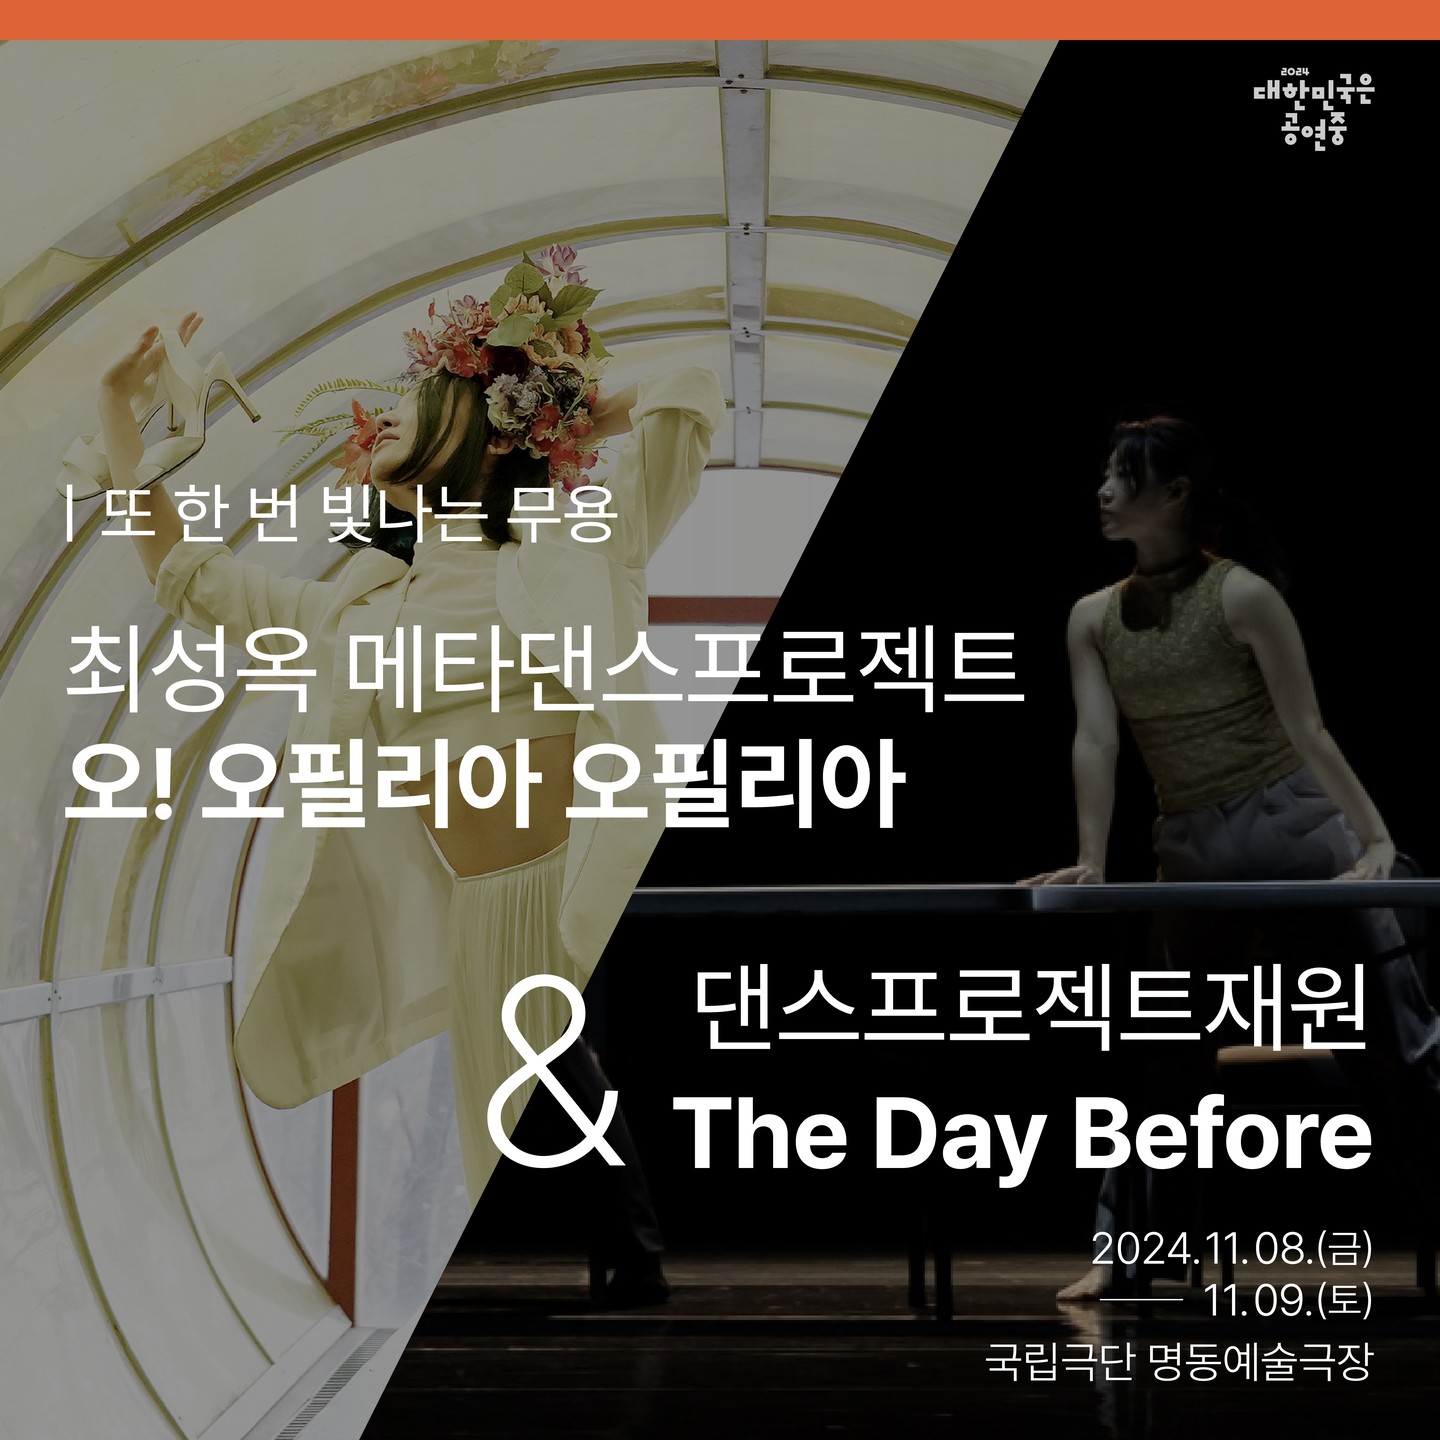 2024
대한민국은
공연중
| 또 한 번 빛나는 무용
최성옥 메타댄스프로젝트
오! 오필리아 오필리아
&
댄스프로젝트재원
The Day Before
2024.11.08.(금)
— 11.09.(토)
국립극단 명동예술극장